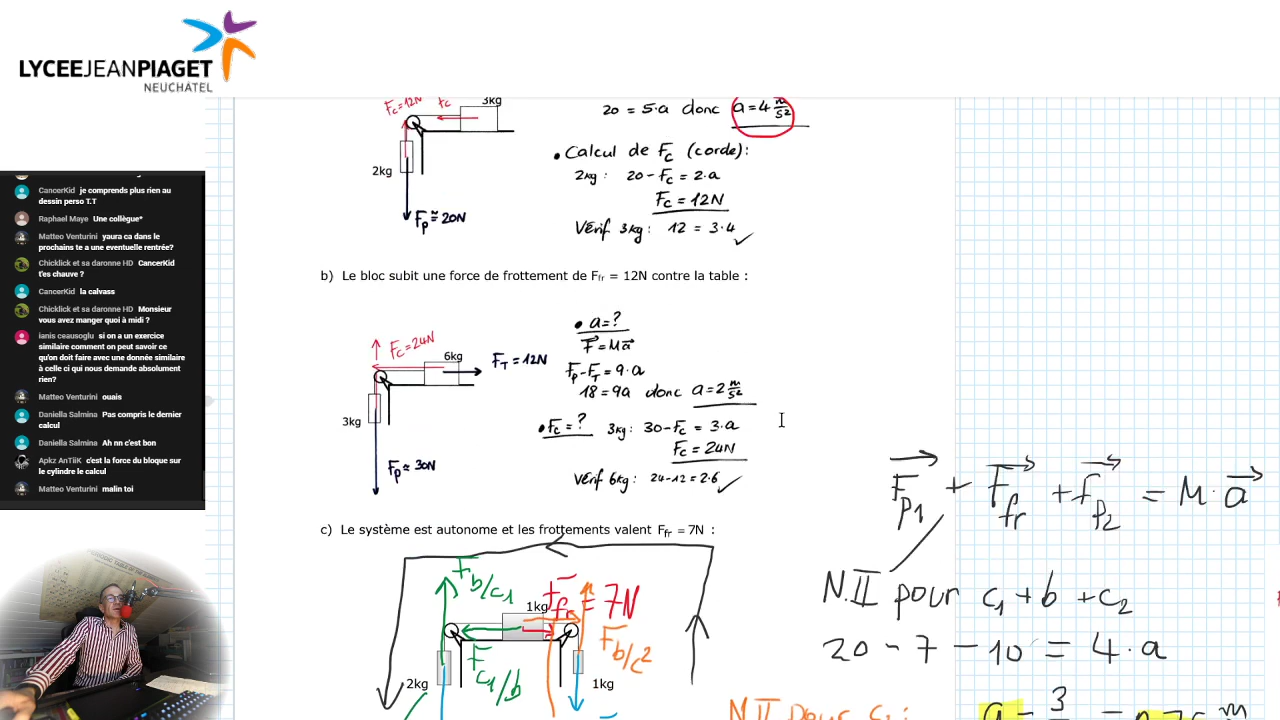 LYCEEJEANPIAGET
NEUCHÂTEL
CancerKid je comprends plus rien au
dessin perso T.T
Raphael Maye Une collègue*
Matteo Venturini yaura ca dans le
prochains te a une eventuelle rentrée?
Chicklick et sa daronne HD CancerKid
t'es chauve ?
CancerKid la calvass
Chicklick et sa daronne HD Monsieur
vous avez manger quoi à midi ?
ianis ceausoglu si on a un exercice
similaire comment on peut savoir ce
qu'on doit faire avec une donnée similaire
à celle ci qui nous demande absolument
rien?
Matteo Venturini ouais
Daniella Salmina Pas compris le dernier
calcul
Daniella Salmina Ah nn c'est bon
Apkz AnTiiK c'est la force du bloque sur
le cylindre le calcul
Matteo Venturini malin toi
Fc=12N
Fc
3kg
2kg
Fp≅20N
20 = 5·a donc a=4 m/s²
• Calcul de Fc (corde):
2kg: 20-Fc = 2·a
Fc = 12N
Vérif 3kg: 12 = 3·4 ✓
b) Le bloc subit une force de frottement de Ffr = 12N contre la table :
Fc=24N
6kg
FT = 12N
3kg
Fp≅30N
• a=?
F⃗=Ma⃗
Fp-FT = 9·a
18 = 9a donc a=2 m/s²
• Fc=? 3kg: 30-Fc = 3·a
Fc = 24N
Vérif 6kg: 24-12 = 2·6 ✓
c) Le système est autonome et les frottements valent Ffr = 7N :
Fb/c1
1kg
Ffr = 7N
Fb/c2
Fc1/b
2kg
1kg
F⃗p1 + F⃗fr + F⃗p2 = M · a⃗
N.II pour c1 + b + c2
20 - 7 - 10 = 4 · a
N.II pour c2 :